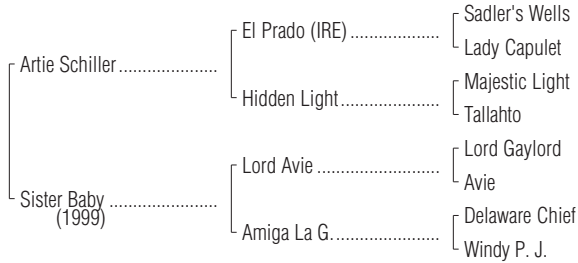 Sadler's Wells
El Prado (IRE)
Lady Capulet
Artie Schiller
Majestic Light
Hidden Light
Tallahto
Lord Gaylord
Lord Avie
Avie
Sister Baby
(1999)
Delaware Chief
Amiga La G.
Windy P. J.